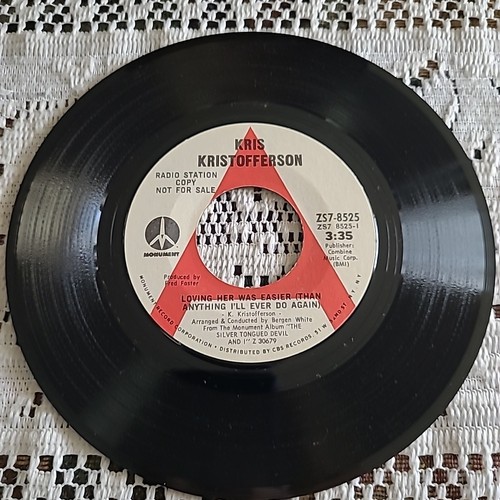 KRIS
KRISTOFFERSON
RADIO STATION
COPY
NOT FOR SALE
ZS7-8525
ZS7 8525-1
3:35
Publisher:
Combine
Music Corp.
(BMI)
MONUMENT
Produced by
Fred Foster
LOVING HER WAS EASIER (THAN
ANYTHING I'LL EVER DO AGAIN)
- K. Kristofferson -
Arranged & Conducted by Bergen White
From The Monument Album "THE
SILVER TONGUED DEVIL
AND I" Z 30679
MONUMENT RECORD CORPORATION • DISTRIBUTED BY CBS RECORDS 51 W